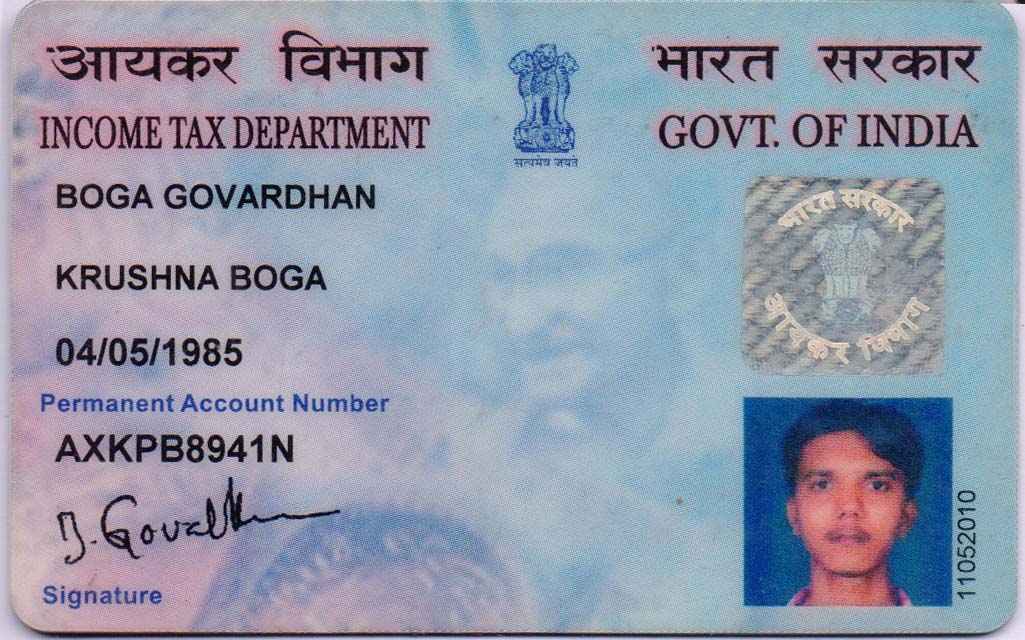 आयकर विभाग
INCOME TAX DEPARTMENT
भारत सरकार
GOVT. OF INDIA
सत्यमेव जयते
BOGA GOVARDHAN
KRUSHNA BOGA
04/05/1985
Permanent Account Number
AXKPB8941N
Signature
भारत सरकार
आयकर विभाग
11052010